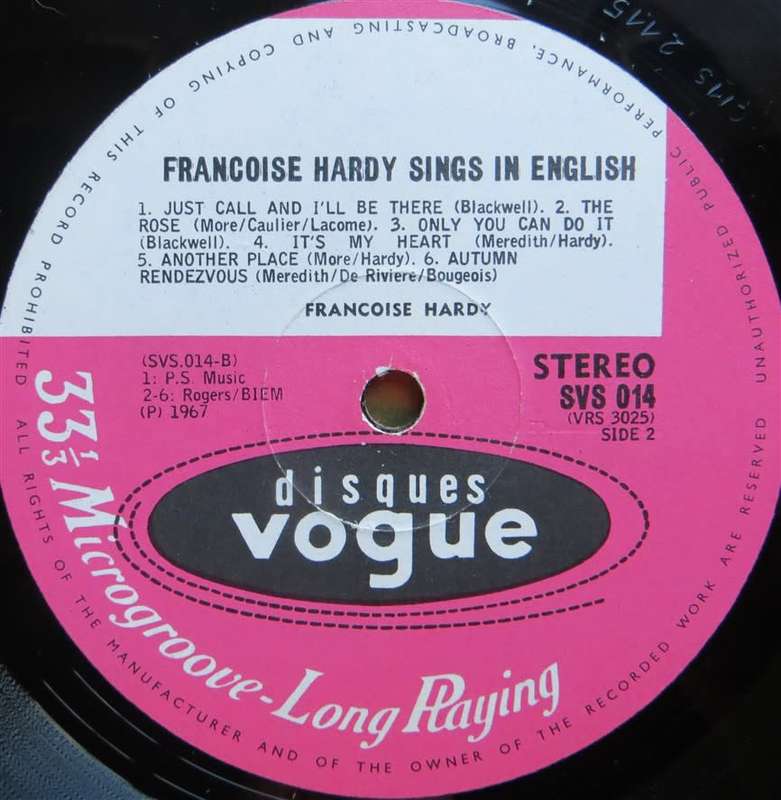 UNAUTHORIZED PUBLIC PERFORMANCE, BROADCASTING AND COPYING OF THIS RECORD PROHIBITED
FRANCOISE HARDY SINGS IN ENGLISH
1. JUST CALL AND I'LL BE THERE (Blackwell). 2. THE
ROSE (More/Caulier/Lacome). 3. ONLY YOU CAN DO IT
(Blackwell). 4. IT'S MY HEART (Meredith/Hardy).
5. ANOTHER PLACE (More/Hardy). 6. AUTUMN
RENDEZVOUS (Meredith/De Riviere/Bougeois)
FRANCOISE HARDY
(SVS.014-B)
1: P.S. Music
2-6: Rogers/BIEM
(P) 1967
STEREO
SVS 014
(VRS 3025)
SIDE 2
disques
vogue
33 1/3 Microgroove-Long Playing
ALL RIGHTS OF THE MANUFACTURER AND OF THE OWNER OF THE RECORDED WORK ARE RESERVED